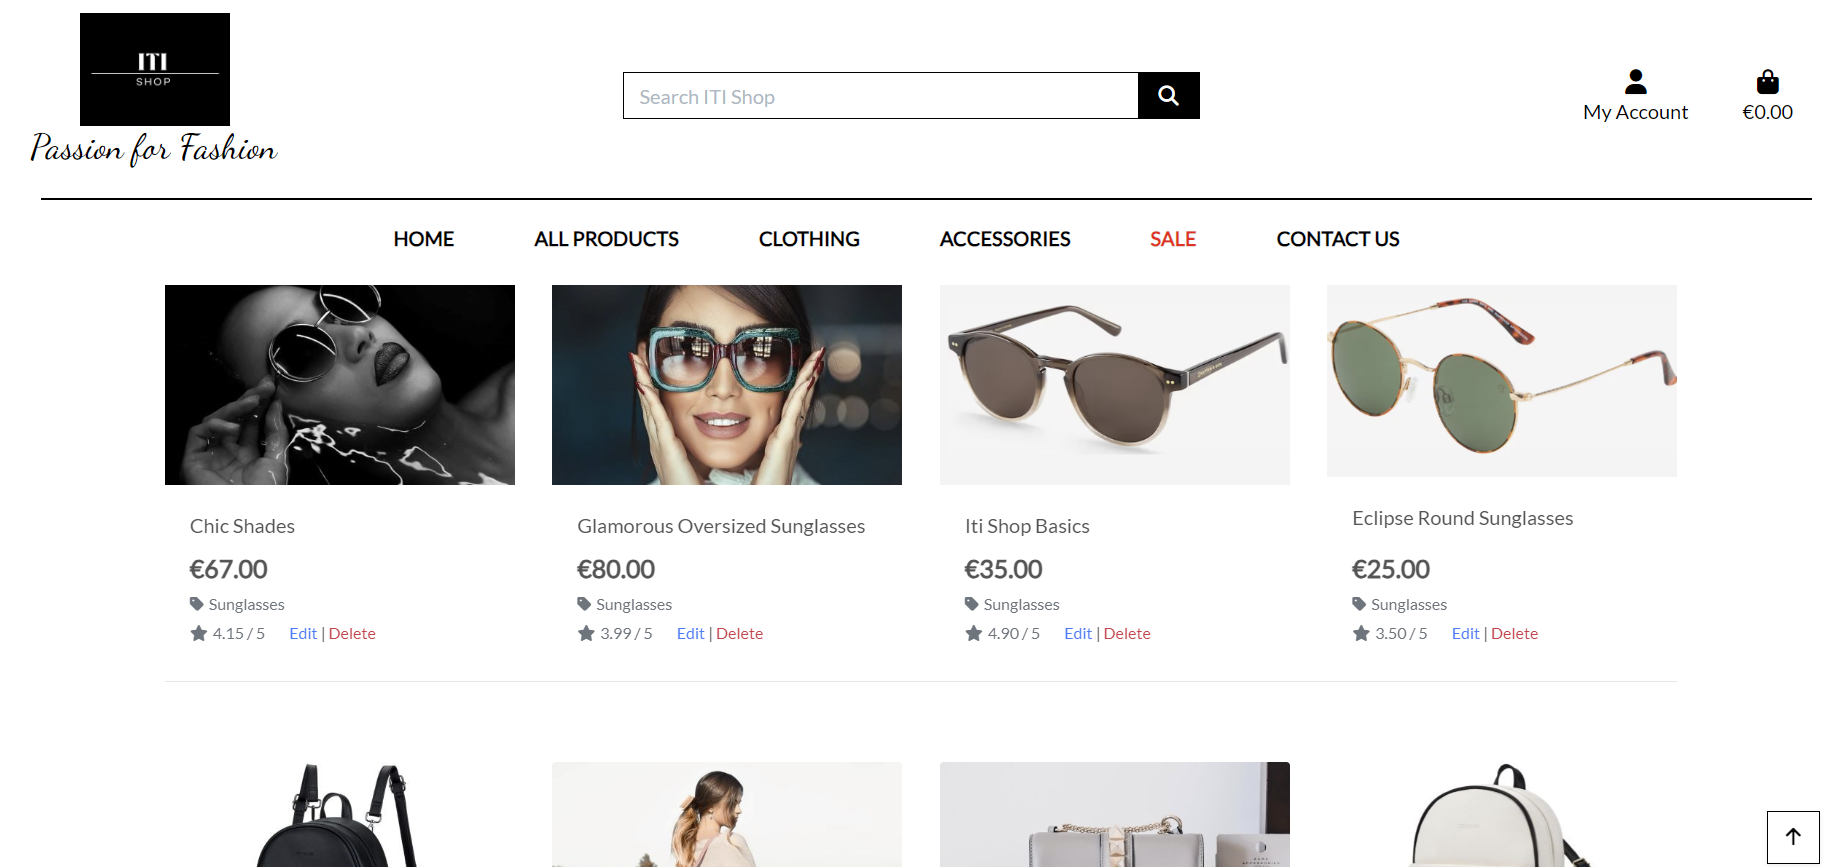 ITI
SHOP
Passion for Fashion
Search ITI Shop
My Account
€0.00
HOME ALL PRODUCTS CLOTHING ACCESSORIES SALE CONTACT US
Chic Shades
€67.00
Sunglasses
4.15 / 5 Edit | Delete
Glamorous Oversized Sunglasses
€80.00
Sunglasses
3.99 / 5 Edit | Delete
Iti Shop Basics
€35.00
Sunglasses
4.90 / 5 Edit | Delete
Eclipse Round Sunglasses
€25.00
Sunglasses
3.50 / 5 Edit | Delete